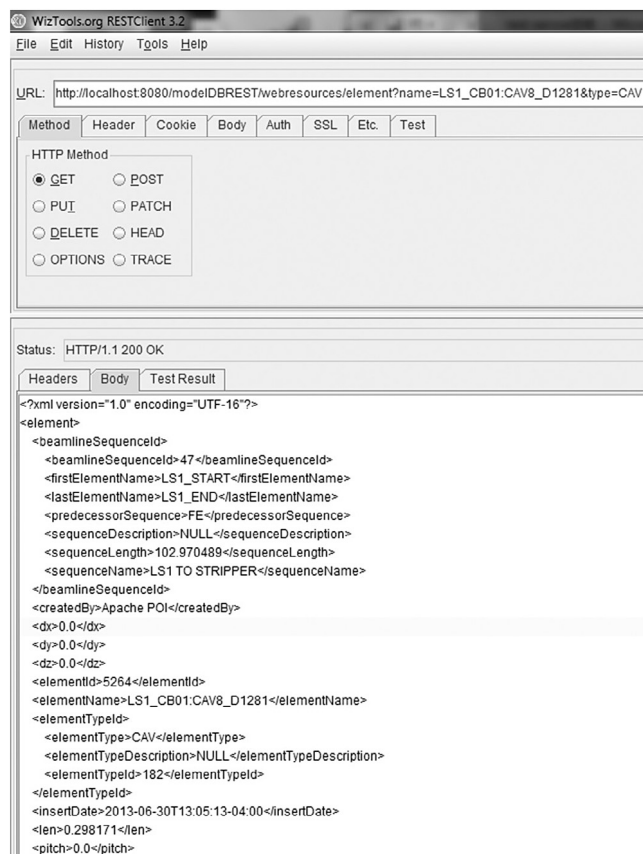 WizTools.org RESTClient 3.2
File Edit History Tools Help
URL: http://localhost:8080/modelDBREST/webresources/element?name=LS1_CB01:CAV8_D1281&type=CAV
Method Header Cookie Body Auth SSL Etc. Test
HTTP Method
GET POST
PUT PATCH
DELETE HEAD
OPTIONS TRACE
Status: HTTP/1.1 200 OK
Headers Body Test Result
<?xml version="1.0" encoding="UTF-16"?>
<element>
<beamlineSequenceId>
<beamlineSequenceId>47</beamlineSequenceId>
<firstElementName>LS1_START</firstElementName>
<lastElementName>LS1_END</lastElementName>
<predecessorSequence>FE</predecessorSequence>
<sequenceDescription>NULL</sequenceDescription>
<sequenceLength>102.970489</sequenceLength>
<sequenceName>LS1 TO STRIPPER</sequenceName>
</beamlineSequenceId>
<createdBy>Apache POI</createdBy>
<dx>0.0</dx>
<dy>0.0</dy>
<dz>0.0</dz>
<elementId>5264</elementId>
<elementName>LS1_CB01:CAV8_D1281</elementName>
<elementTypeId>
<elementType>CAV</elementType>
<elementTypeDescription>NULL</elementTypeDescription>
<elementTypeId>182</elementTypeId>
</elementTypeId>
<insertDate>2013-06-30T13:05:13-04:00</insertDate>
<len>0.298171</len>
<pitch>0.0</pitch>